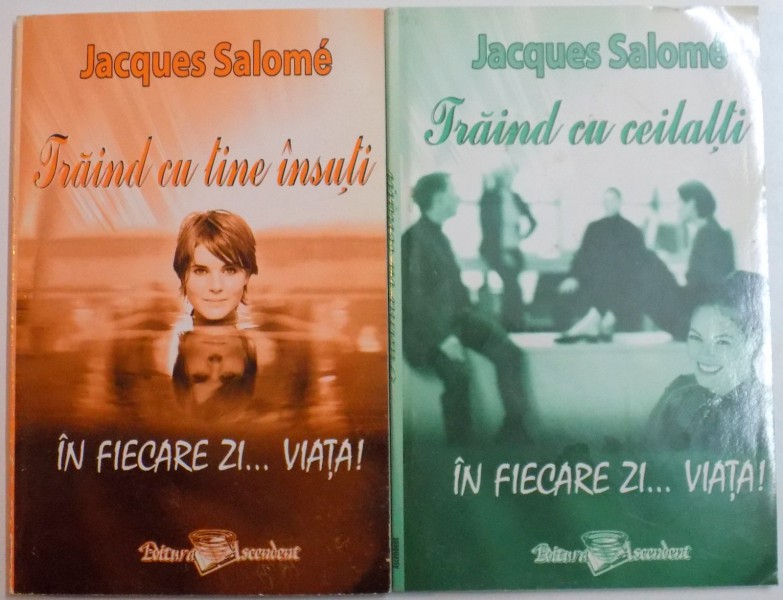 Jacques Salomé
Trăind cu tine însuți
ÎN FIECARE ZI... VIAȚA!
Editura Ascendent
Jacques Salomé
Trăind cu ceilalți
ÎN FIECARE ZI... VIAȚA!
Editura Ascendent